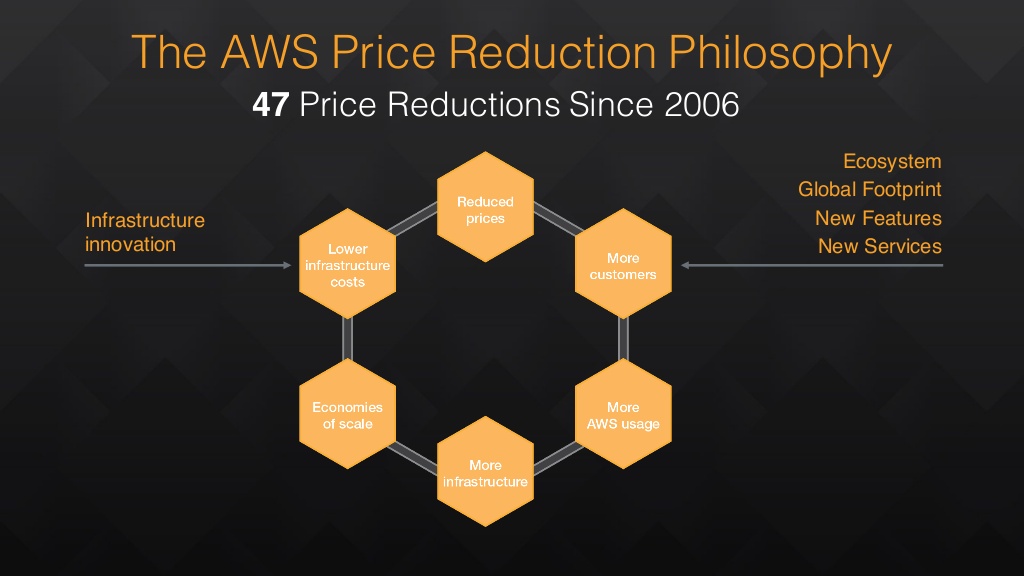 The AWS Price Reduction Philosophy
47 Price Reductions Since 2006
Infrastructure
innovation
Ecosystem
Global Footprint
New Features
New Services
Reduced
prices
More
customers
More
AWS usage
More
infrastructure
Economies
of scale
Lower
infrastructure
costs